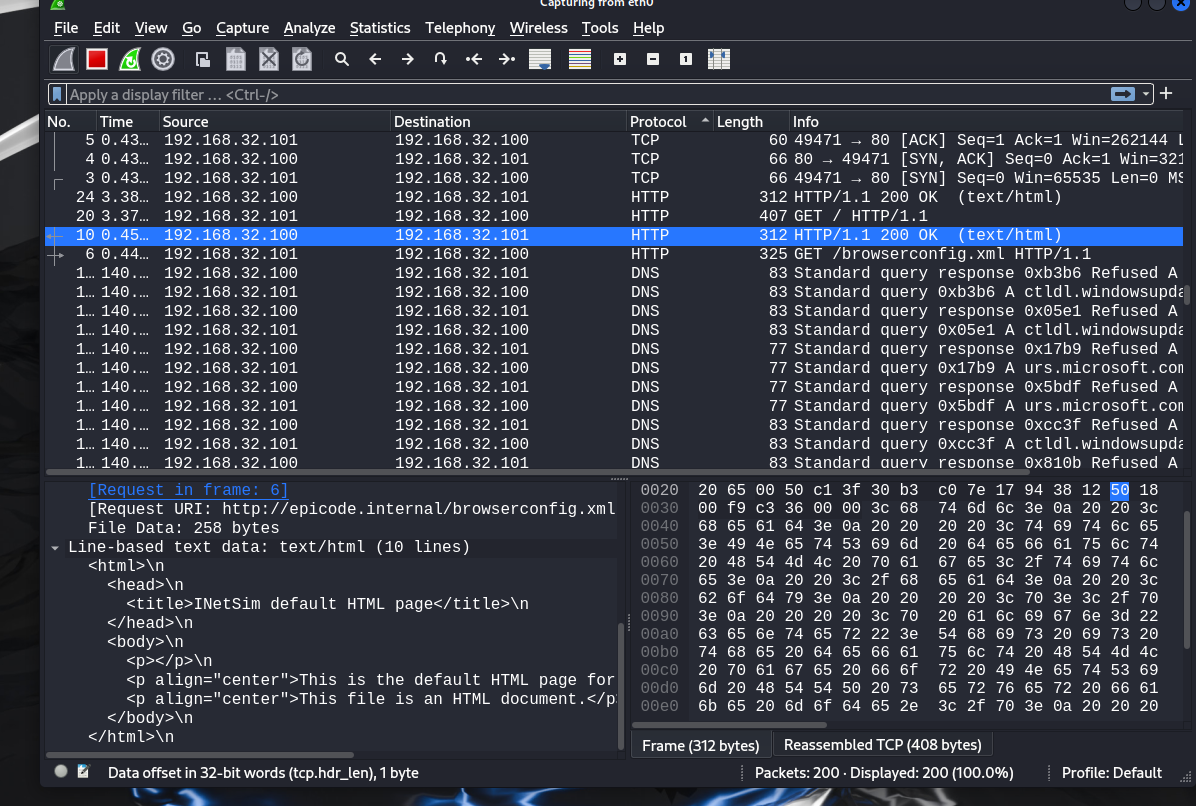 Capturing from eth0
File Edit View Go Capture Analyze Statistics Telephony Wireless Tools Help
Apply a display filter … <Ctrl-/>
No. Time Source Destination Protocol Length Info
5 0.43… 192.168.32.101 192.168.32.100 TCP 60 49471 → 80 [ACK] Seq=1 Ack=1 Win=262144 L
4 0.43… 192.168.32.100 192.168.32.101 TCP 66 80 → 49471 [SYN, ACK] Seq=0 Ack=1 Win=321
3 0.43… 192.168.32.101 192.168.32.100 TCP 66 49471 → 80 [SYN] Seq=0 Win=65535 Len=0 MS
24 3.38… 192.168.32.100 192.168.32.101 HTTP 312 HTTP/1.1 200 OK (text/html)
20 3.37… 192.168.32.101 192.168.32.100 HTTP 407 GET / HTTP/1.1
10 0.45… 192.168.32.100 192.168.32.101 HTTP 312 HTTP/1.1 200 OK (text/html)
6 0.44… 192.168.32.101 192.168.32.100 HTTP 325 GET /browserconfig.xml HTTP/1.1
1… 140.… 192.168.32.100 192.168.32.101 DNS 83 Standard query response 0xb3b6 Refused A
1… 140.… 192.168.32.101 192.168.32.100 DNS 83 Standard query 0xb3b6 A ctldl.windowsupda
1… 140.… 192.168.32.100 192.168.32.101 DNS 83 Standard query response 0x05e1 Refused A
1… 140.… 192.168.32.101 192.168.32.100 DNS 83 Standard query 0x05e1 A ctldl.windowsupda
1… 140.… 192.168.32.100 192.168.32.101 DNS 77 Standard query response 0x17b9 Refused A
1… 140.… 192.168.32.101 192.168.32.100 DNS 77 Standard query 0x17b9 A urs.microsoft.com
1… 140.… 192.168.32.100 192.168.32.101 DNS 77 Standard query response 0x5bdf Refused A
1… 140.… 192.168.32.101 192.168.32.100 DNS 77 Standard query 0x5bdf A urs.microsoft.com
1… 140.… 192.168.32.100 192.168.32.101 DNS 83 Standard query response 0xcc3f Refused A
1… 140.… 192.168.32.101 192.168.32.100 DNS 83 Standard query 0xcc3f A ctldl.windowsupda
1… 140.… 192.168.32.100 192.168.32.101 DNS 83 Standard query response 0x810b Refused A
[Request in frame: 6]
[Request URI: http://epicode.internal/browserconfig.xml
File Data: 258 bytes
Line-based text data: text/html (10 lines)
<html>\n
<head>\n
<title>INetSim default HTML page</title>\n
</head>\n
<body>\n
<p></p>\n
<p align="center">This is the default HTML page for
<p align="center">This file is an HTML document.</p
</body>\n
</html>\n
0020 20 65 00 50 c1 3f 30 b3 c0 7e 17 94 38 12 50 18
0030 00 f9 c3 36 00 00 3c 68 74 6d 6c 3e 0a 20 20 3c
0040 68 65 61 64 3e 0a 20 20 20 20 3c 74 69 74 6c 65
0050 3e 49 4e 65 74 53 69 6d 20 64 65 66 61 75 6c 74
0060 20 48 54 4d 4c 20 70 61 67 65 3c 2f 74 69 74 6c
0070 65 3e 0a 20 20 3c 2f 68 65 61 64 3e 0a 20 20 3c
0080 62 6f 64 79 3e 0a 20 20 20 20 3c 70 3e 3c 2f 70
0090 3e 0a 20 20 20 20 3c 70 20 61 6c 69 67 6e 3d 22
00a0 63 65 6e 74 65 72 22 3e 54 68 69 73 20 69 73 20
00b0 74 68 65 20 64 65 66 61 75 6c 74 20 48 54 4d 4c
00c0 20 70 61 67 65 20 66 6f 72 20 49 4e 65 74 53 69
00d0 6d 20 48 54 54 50 20 73 65 72 76 65 72 20 66 61
00e0 6b 65 20 6d 6f 64 65 2e 3c 2f 70 3e 0a 20 20 20
Frame (312 bytes) Reassembled TCP (408 bytes)
Data offset in 32-bit words (tcp.hdr_len), 1 byte Packets: 200 · Displayed: 200 (100.0%) Profile: Default